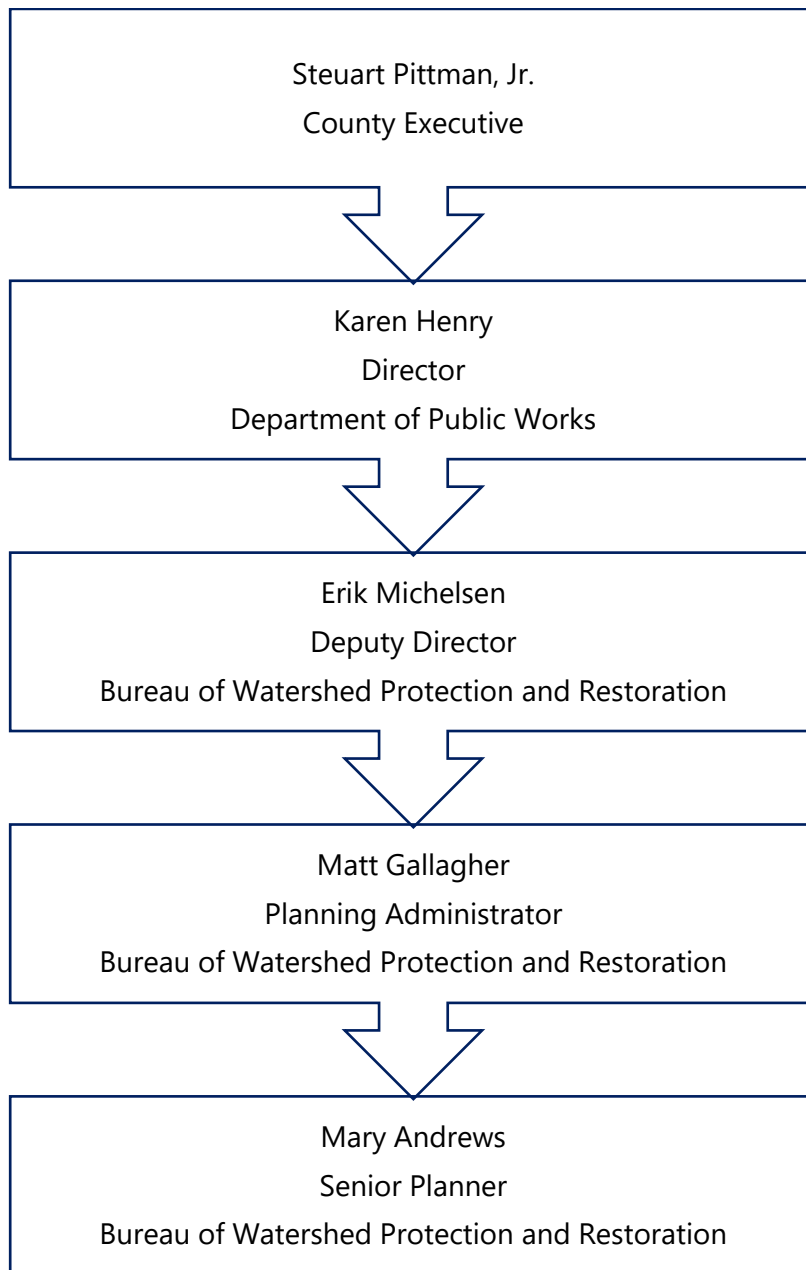 Steuart Pittman, Jr.
County Executive
Karen Henry
Director
Department of Public Works
Erik Michelsen
Deputy Director
Bureau of Watershed Protection and Restoration
Matt Gallagher
Planning Administrator
Bureau of Watershed Protection and Restoration
Mary Andrews
Senior Planner
Bureau of Watershed Protection and Restoration